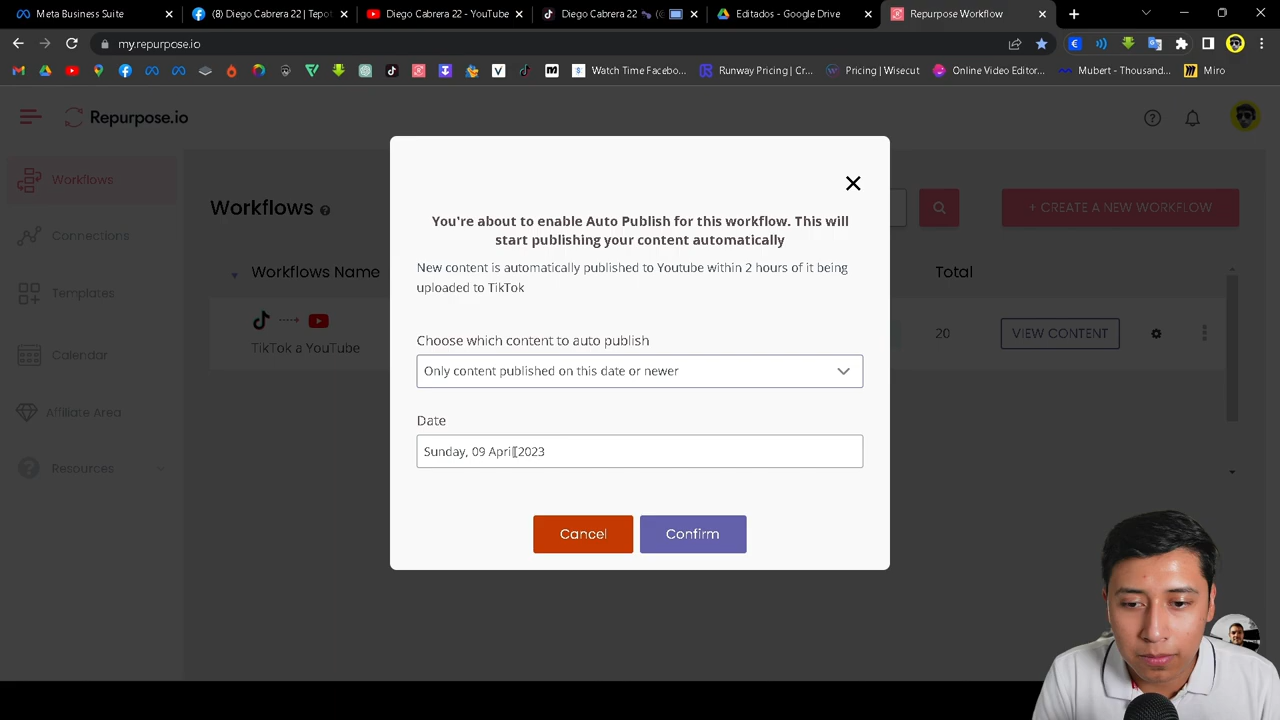 Meta Business Suite
(8) Diego Cabrera 22 | Tepot
Diego Cabrera 22 - YouTube
Diego Cabrera 22
Editados - Google Drive
Repurpose Workflow
my.repurpose.io
Watch Time Facebo...
Runway Pricing | Cr...
Pricing | Wisecut
Online Video Editor...
Mubert - Thousand...
Miro
Repurpose.io
Workflows
Connections
Templates
Calendar
Affiliate Area
Resources
Workflows
+ CREATE A NEW WORKFLOW
Workflows Name
Total
TikTok a YouTube
20
VIEW CONTENT
You're about to enable Auto Publish for this workflow. This will
start publishing your content automatically
New content is automatically published to Youtube within 2 hours of it being
uploaded to TikTok
Choose which content to auto publish
Only content published on this date or newer
Date
Sunday, 09 April 2023
Cancel
Confirm